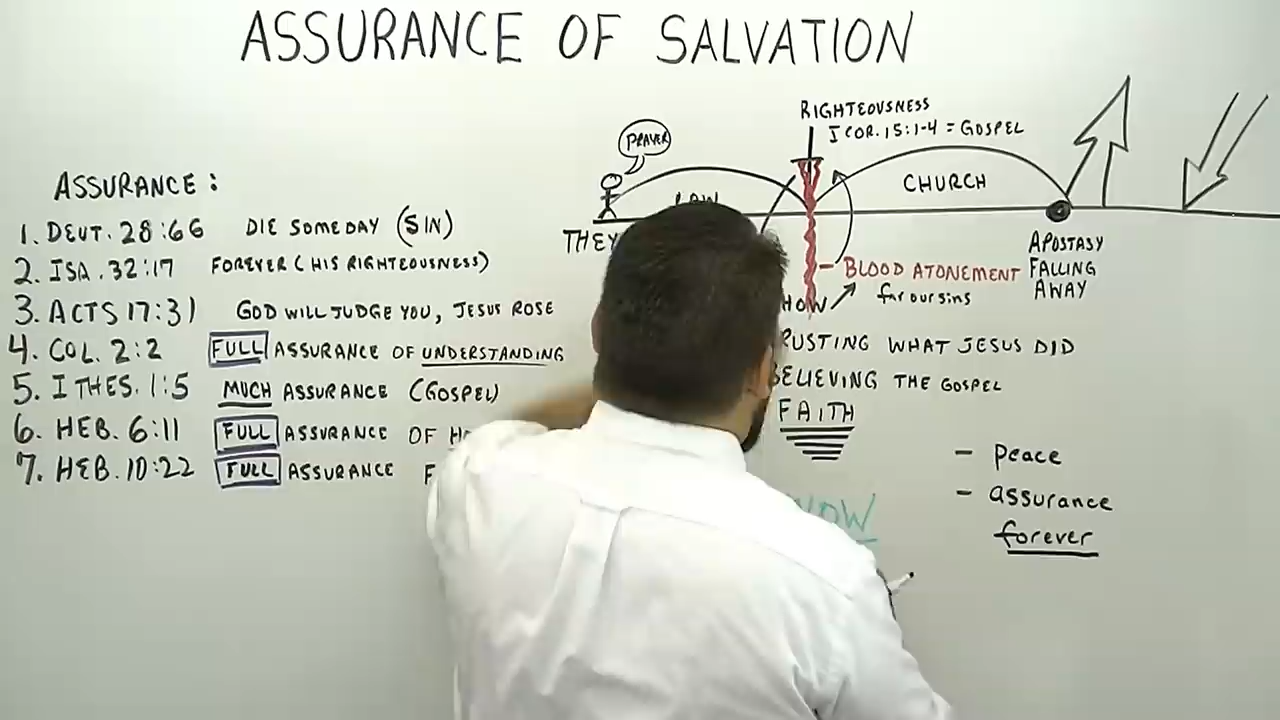 ASSURANCE OF SALVATION
ASSURANCE:
1. DEUT. 28:66 DIE SOMEDAY (SIN)
2. ISA. 32:17 FOREVER (HIS RIGHTEOUSNESS)
3. ACTS 17:31 GOD WILL JUDGE YOU, JESUS ROSE
4. COL. 2:2 FULL ASSURANCE OF UNDERSTANDING
5. I THES. 1:5 MUCH ASSURANCE (GOSPEL)
6. HEB. 6:11 FULL ASSURANCE OF
7. HEB. 10:22 FULL ASSURANCE
PRAYER
RIGHTEOUSNESS
I COR. 15:1-4 = GOSPEL
CHURCH
THEY
BLOOD ATONEMENT
for our sins
APOSTASY
FALLING
AWAY
HOW
RUSTING WHAT JESUS DID
BELIEVING THE GOSPEL
FAITH
- peace
- assurance
forever